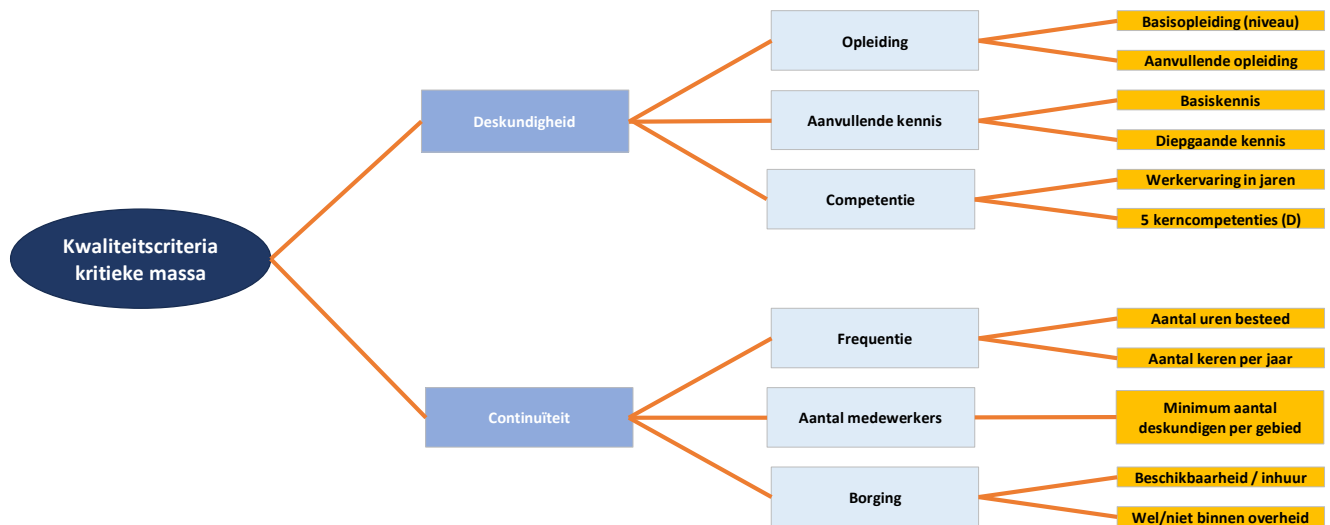 Kwaliteitscriteria
kritieke massa
Deskundigheid
Opleiding
Basisopleiding (niveau)
Aanvullende opleiding
Aanvullende kennis
Basiskennis
Diepgaande kennis
Competentie
Werkervaring in jaren
5 kerncompetenties (D)
Continuïteit
Frequentie
Aantal uren besteed
Aantal keren per jaar
Aantal medewerkers
Minimum aantal
deskundigen per gebied
Borging
Beschikbaarheid / inhuur
Wel/niet binnen overheid